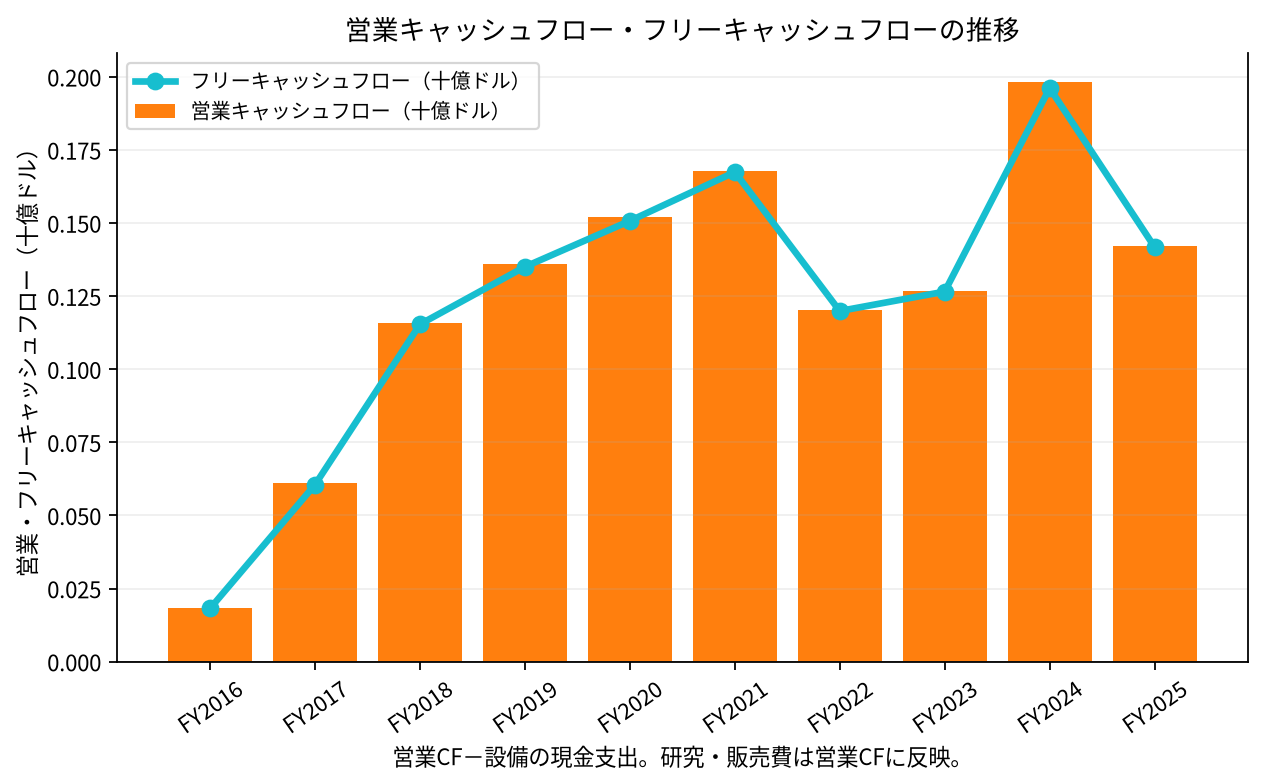 営業キャッシュフロー・フリーキャッシュフローの推移
フリーキャッシュフロー（十億ドル）
営業キャッシュフロー（十億ドル）
営業・フリーキャッシュフロー（十億ドル）
0.200
0.175
0.150
0.125
0.100
0.075
0.050
0.025
0.000
FY2016
FY2017
FY2018
FY2019
FY2020
FY2021
FY2022
FY2023
FY2024
FY2025
営業CF－設備の現金支出。研究・販売費は営業CFに反映。